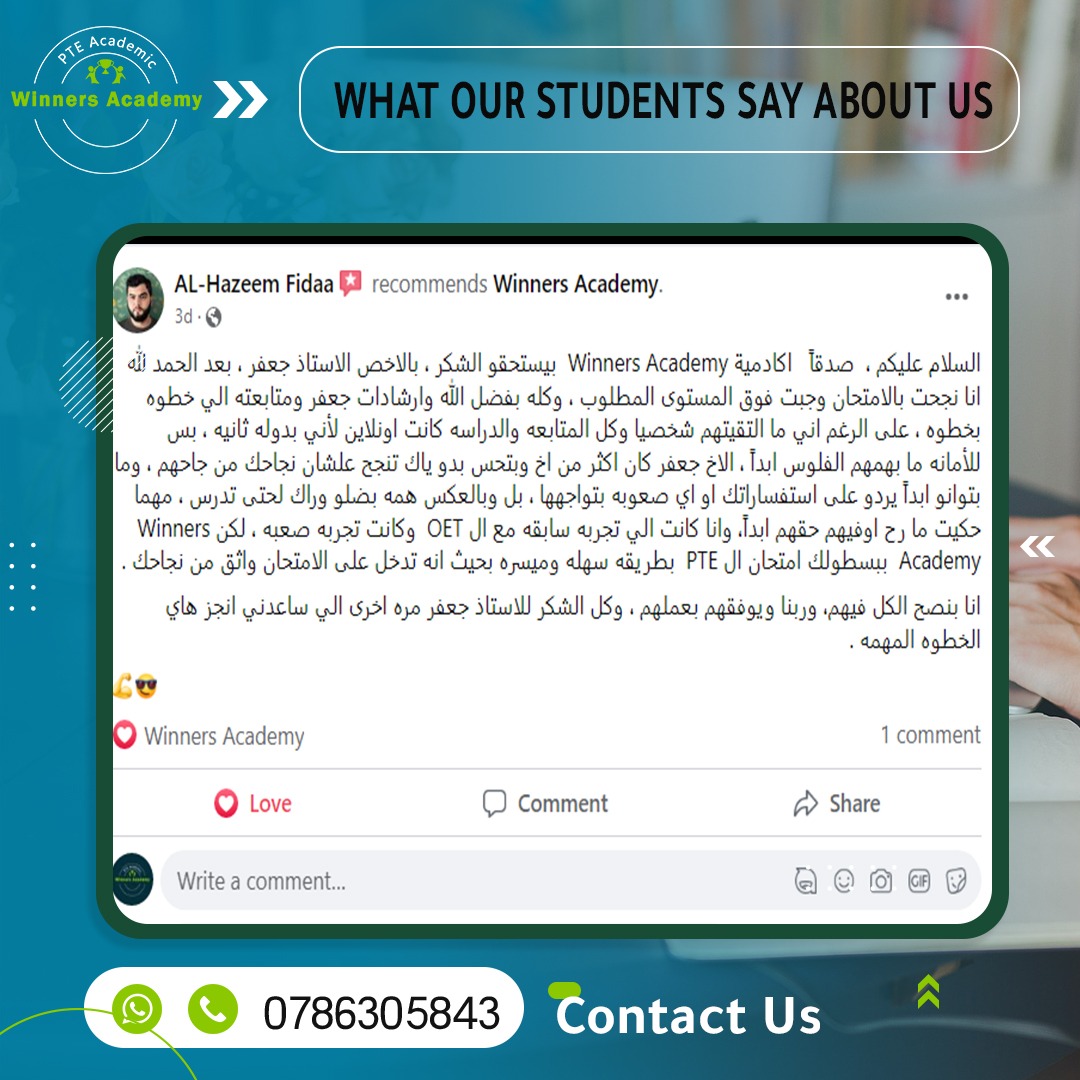 PTE Academic
Winners Academy
WHAT OUR STUDENTS SAY ABOUT US
AL-Hazeem Fidaa recommends Winners Academy.
3d ·
السلام عليكم ، صدقاً اكادمية Winners Academy بيستحقو الشكر ، بالاخص الاستاذ جعفر ، بعد الحمد لله
انا نجحت بالامتحان وجبت فوق المستوى المطلوب ، وكله بفضل الله وارشادات جعفر ومتابعته الي خطوه
بخطوه ، على الرغم اني ما التقيتهم شخصيا وكل المتابعه والدراسه كانت اونلاين لأني بدوله ثانيه ، بس
للأمانه ما بهمهم الفلوس ابداً ، الاخ جعفر كان اكثر من اخ وبتحس بدو ياك تنجح علشان نجاحك من جاحهم ، وما
بتوانو ابداً يردو على استفساراتك او اي صعوبه بتواجهها ، بل وبالعكس همه بضلو وراك لحتى تدرس ، مهما
حكيت ما رح اوفيهم حقهم ابداً، وانا كانت الي تجربه سابقه مع ال OET وكانت تجربه صعبه ، لكن Winners
Academy ببسطولك امتحان ال PTE بطريقه سهله وميسره بحيث انه تدخل على الامتحان واثق من نجاحك .
انا بنصح الكل فيهم، وربنا ويوفقهم بعملهم ، وكل الشكر للاستاذ جعفر مره اخرى الي ساعدني انجز هاي
الخطوه المهمه .
💪😎
Winners Academy 1 comment
Love Comment Share
Write a comment... GIF
0786305843 Contact Us